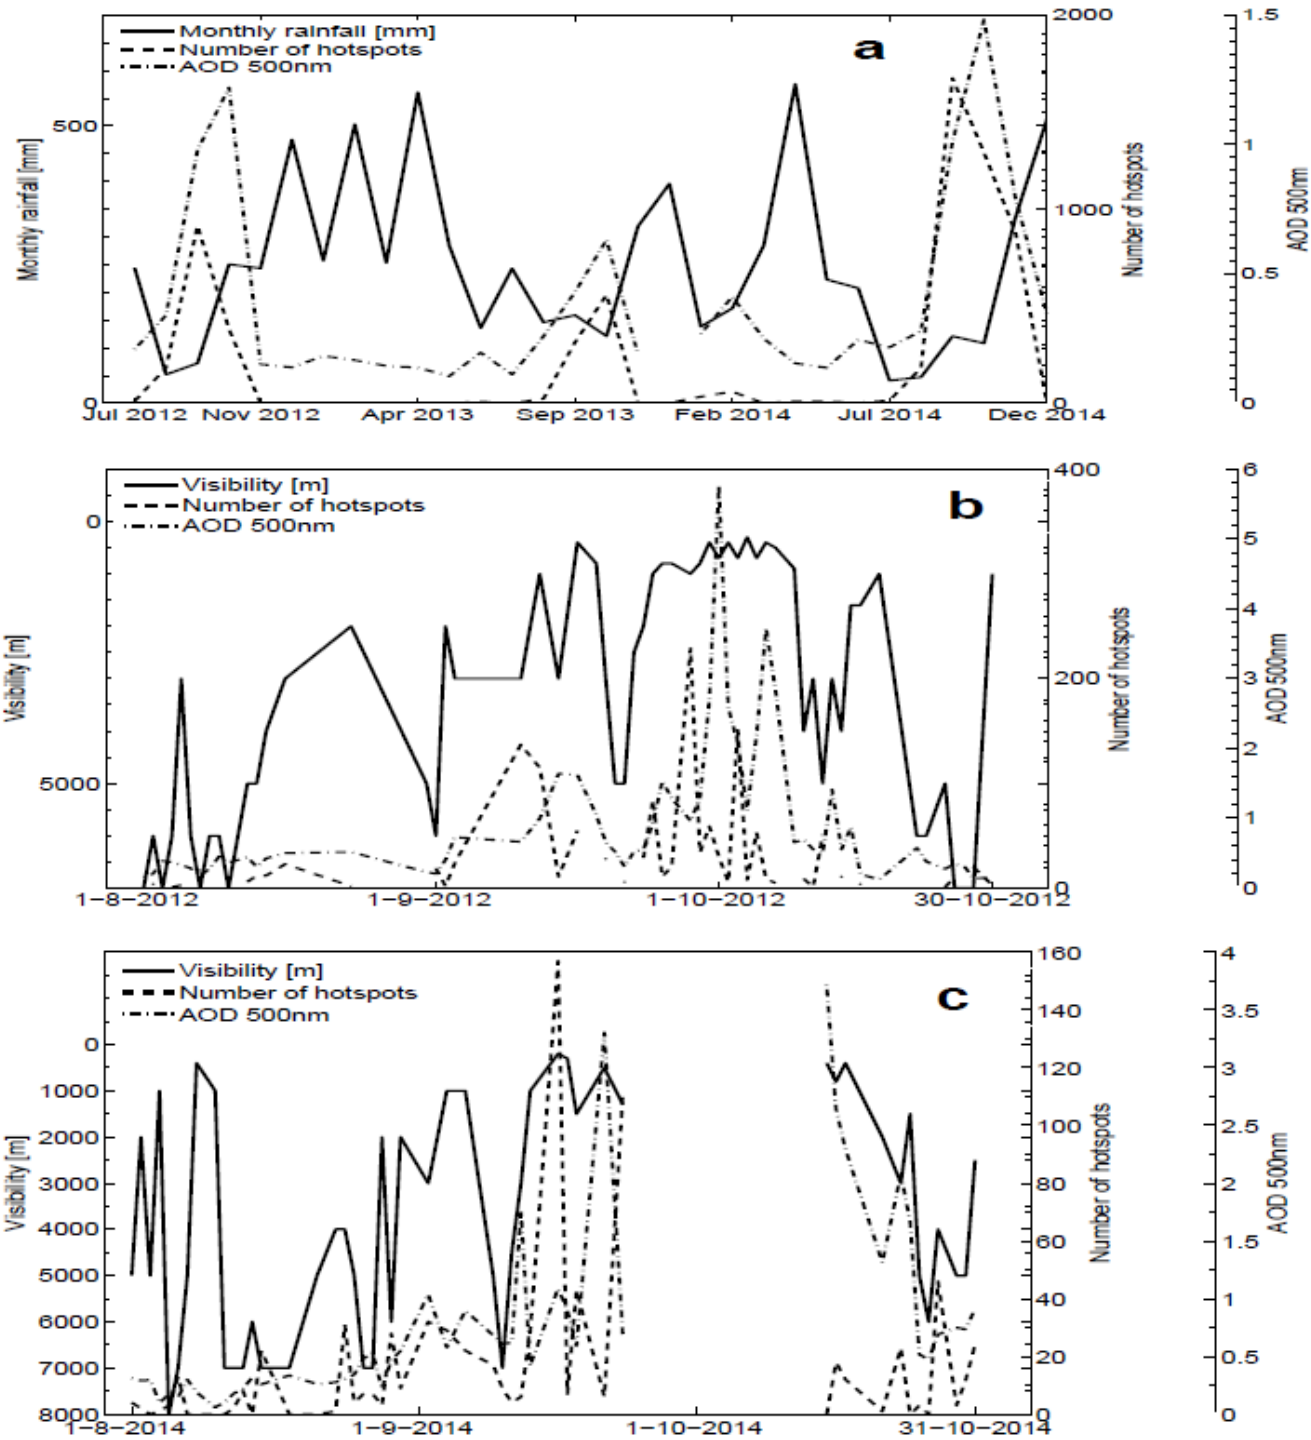 Monthly rainfall [mm]
Number of hotspots
AOD 500nm
a
2000
1000
0
1.5
1
0.5
0
500
0
Monthly rainfall [mm]
Number of hotspots
AOD 500nm
Jul 2012 Nov 2012 Apr 2013 Sep 2013 Feb 2014 Jul 2014 Dec 2014
Visibility [m]
Number of hotspots
AOD 500nm
b
400
200
0
6
5
4
3
2
1
0
0
5000
Visibility [m]
Number of hotspots
AOD 500nm
1-8-2012 1-9-2012 1-10-2012 30-10-2012
Visibility [m]
Number of hotspots
AOD 500nm
c
160
140
120
100
80
60
40
20
0
4
3.5
3
2.5
2
1.5
1
0.5
0
0
1000
2000
3000
4000
5000
6000
7000
8000
Visibility [m]
Number of hotspots
AOD 500nm
1-8-2014 1-9-2014 1-10-2014 31-10-2014